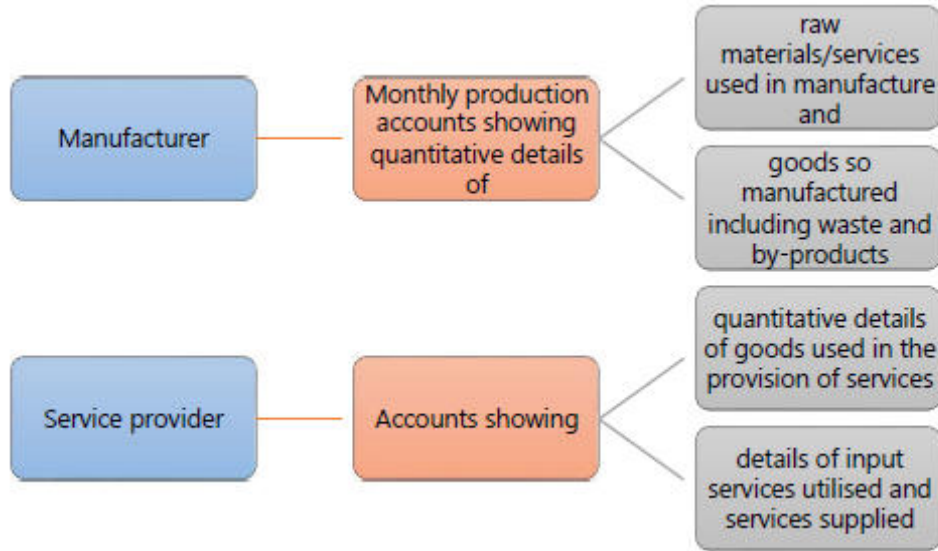 Manufacturer
Monthly production
accounts showing
quantitative details
of
raw
materials/services
used in manufacture
and
goods so
manufactured
including waste and
by-products
Service provider
Accounts showing
quantitative details
of goods used in the
provision of services
details of input
services utilised and
services supplied